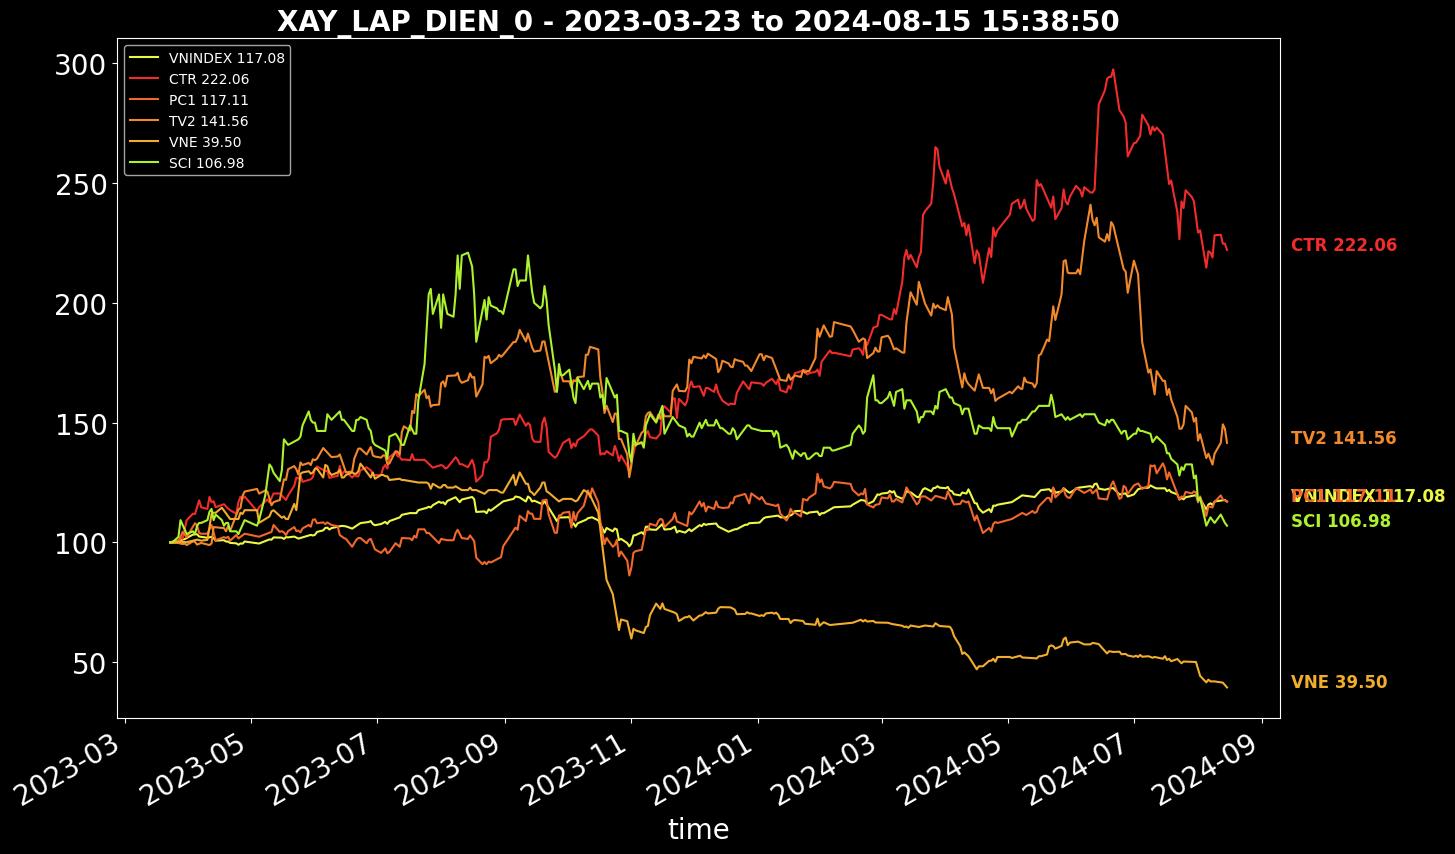 XAY_LAP_DIEN_0 - 2023-03-23 to 2024-08-15 15:38:50
VNINDEX 117.08
CTR 222.06
PC1 117.11
TV2 141.56
VNE 39.50
SCI 106.98
300
250
200
150
100
50
CTR 222.06
TV2 141.56
PC1 117.11
VNINDEX 117.08
SCI 106.98
VNE 39.50
2023-03
2023-05
2023-07
2023-09
2023-11
2024-01
2024-03
2024-05
2024-07
2024-09
time